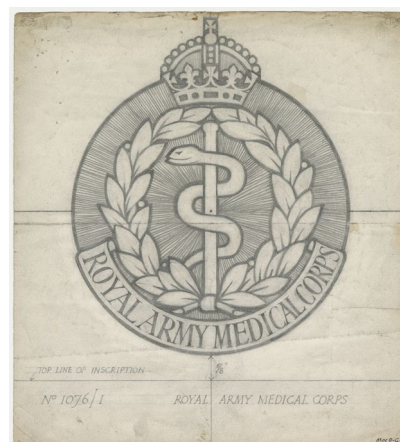 ROYAL ARMY MEDICAL CORPS
TOP LINE OF INSCRIPTION
Nº 1076/1 ROYAL ARMY MEDICAL CORPS